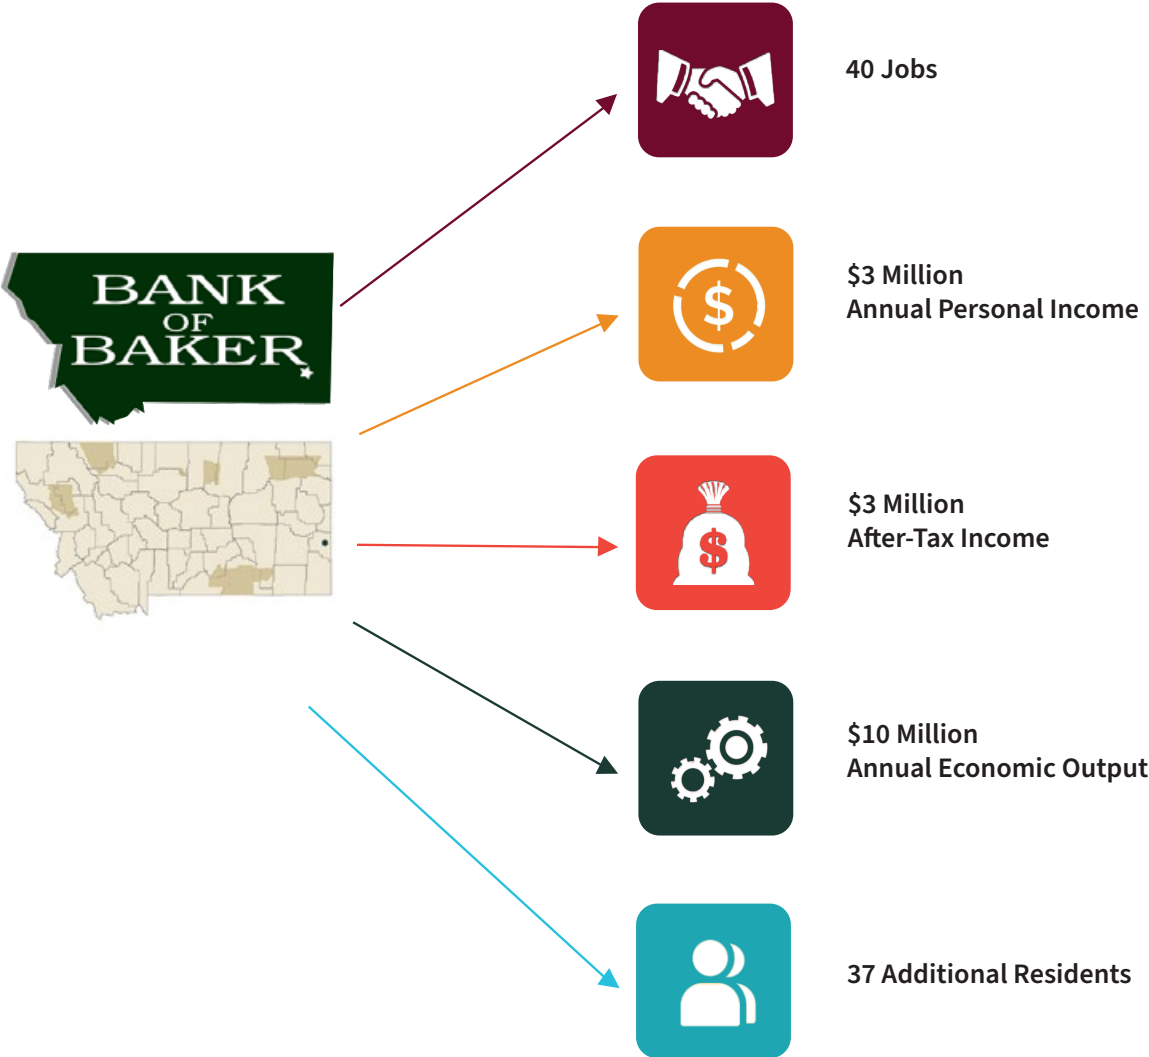 BANK
OF
BAKER
40 Jobs
$3 Million
Annual Personal Income
$3 Million
After-Tax Income
$10 Million
Annual Economic Output
37 Additional Residents